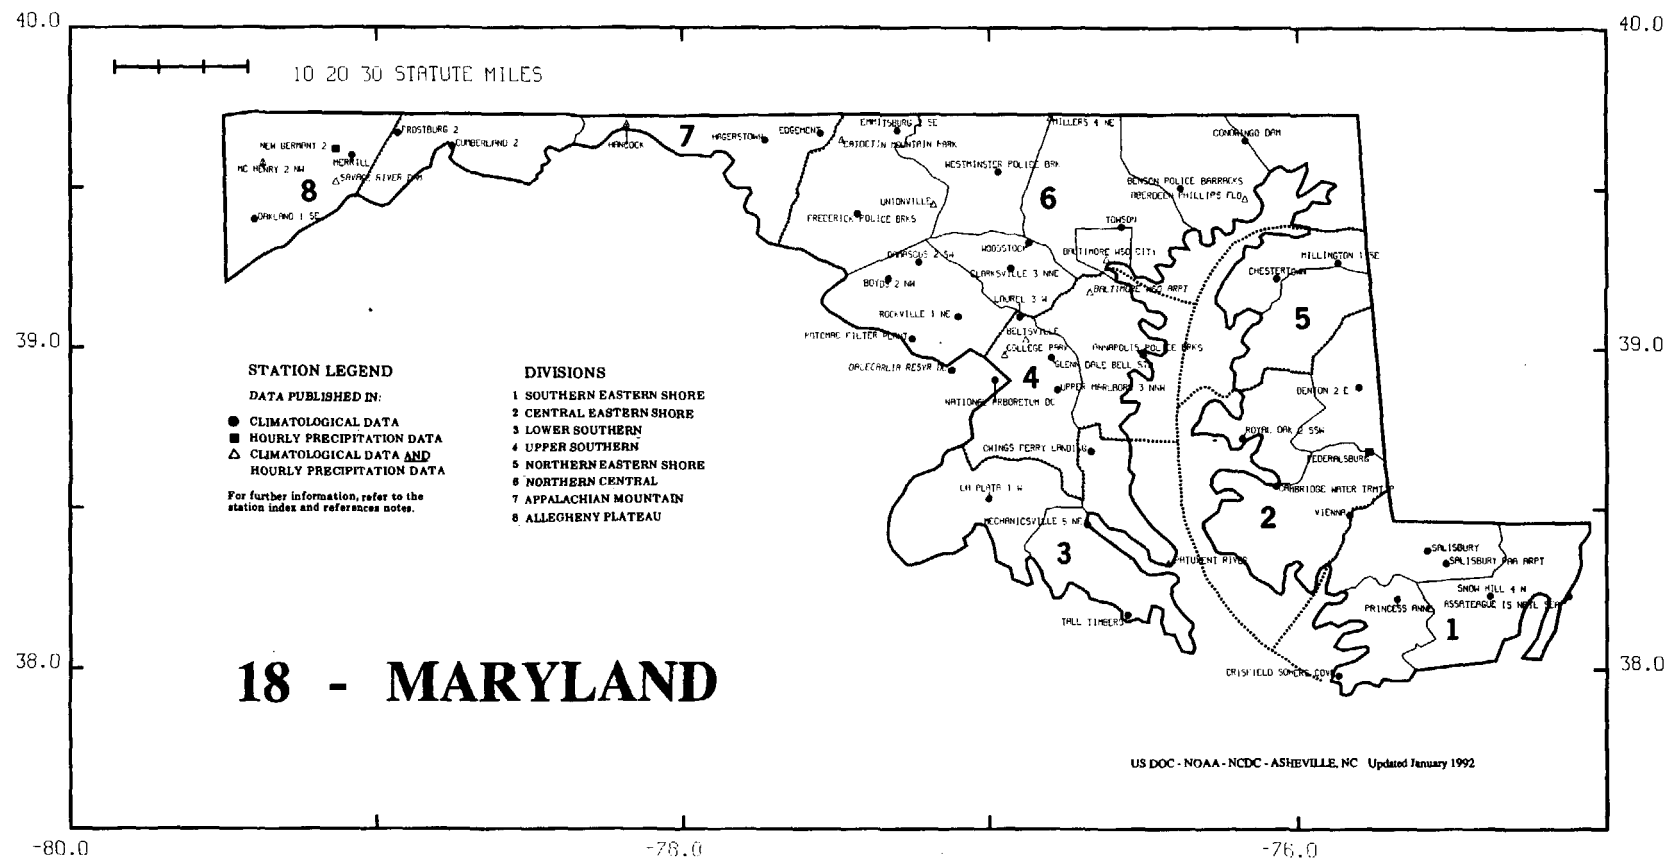 40.0
40.0
10 20 30 STATUTE MILES
FROSTBURG 2
CUMBERLAND 2
HANCOCK
7
HAGERSTOWN
EDGEMONT
EMMITSBURG 2 SE
CATOCTIN MOUNTAIN PARK
MILLERS 4 NE
CONOWINGO DAM
NEW GERMANY 2
MERRILL
MC HENRY 2 NW
SAVAGE RIVER DAM
8
OAKLAND 1 SE
WESTMINSTER POLICE BRK
6
BENSON POLICE BARRACKS
ABERDEEN PHILLIPS FLD
UNIONVILLE
FREDERICK POLICE BRKS
TOWSON
WOODSTOCK
BALTIMORE WSO CITY
DAMASCUS 2 SW
CLARKSVILLE 3 NNE
MILLINGTON 1 SE
CHESTERTOWN
BOYDS 2 NW
BALTIMORE WSO ARPT
LAUREL 3 W
5
ROCKVILLE 1 NE
BELTSVILLE
39.0
39.0
POTOMAC FILTER PLANT
COLLEGE PARK
ANNAPOLIS POLICE BRKS
DALECARLIA RESVR DC
GLENN DALE BELL STN
4
UPPER MARLBORO 3 NNW
NATIONAL ARBORETUM DC
DENTON 2 E
ROYAL OAK 2 SSW
OWINGS FERRY LANDING
FEDERALSBURG
LA PLATA 1 W
CAMBRIDGE WATER TRMT P
MECHANICSVILLE 5 NE
2
VIENNA
3
PATUXENT RIVER
SALISBURY
SALISBURY FAA ARPT
SNOW HILL 4 N
PRINCESS ANNE
ASSATEAGUE IS NATL SEA
TALL TIMBERS
1
CRISFIELD SOMERS COVE
STATION LEGEND
DATA PUBLISHED IN:
CLIMATOLOGICAL DATA
HOURLY PRECIPITATION DATA
CLIMATOLOGICAL DATA AND
HOURLY PRECIPITATION DATA
For further information, refer to the
station index and references notes.
DIVISIONS
1 SOUTHERN EASTERN SHORE
2 CENTRAL EASTERN SHORE
3 LOWER SOUTHERN
4 UPPER SOUTHERN
5 NORTHERN EASTERN SHORE
6 NORTHERN CENTRAL
7 APPALACHIAN MOUNTAIN
8 ALLEGHENY PLATEAU
38.0
38.0
18 - MARYLAND
US DOC - NOAA - NCDC - ASHEVILLE, NC Updated January 1992
-80.0
-78.0
-76.0